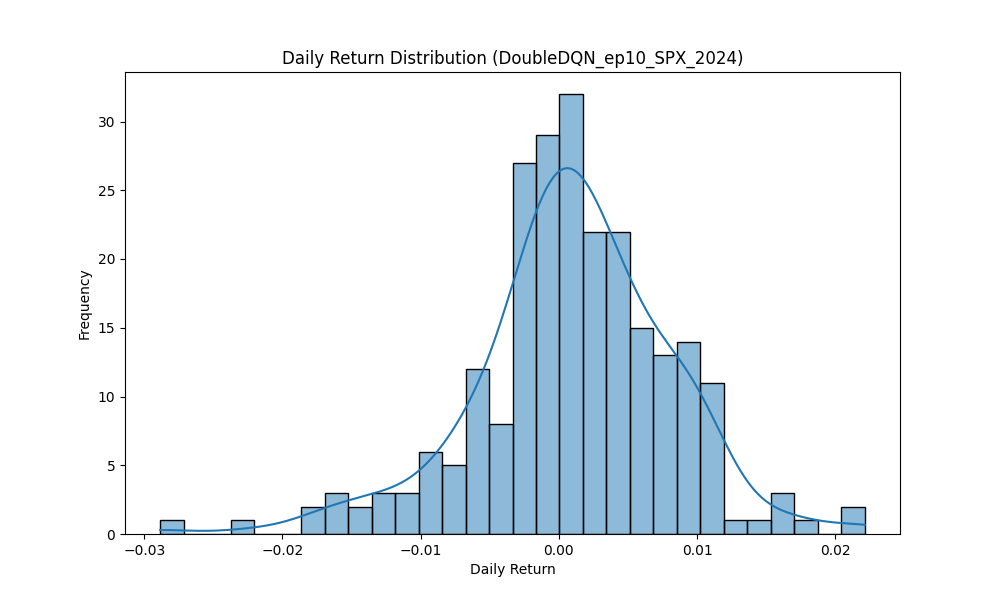 Daily Return Distribution (DoubleDQN_ep10_SPX_2024)
Frequency
30
25
20
15
10
5
0
−0.03 −0.02 −0.01 0.00 0.01 0.02
Daily Return